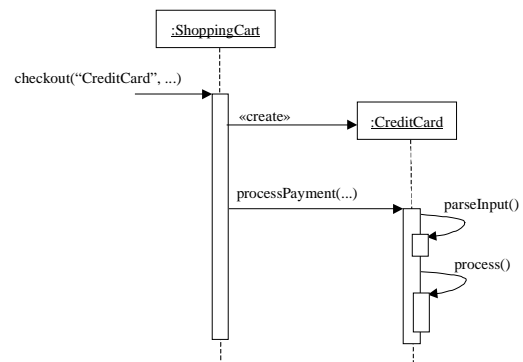 :ShoppingCart
checkout(“CreditCard”, ...)
«create»
:CreditCard
processPayment(...)
parseInput()
process()